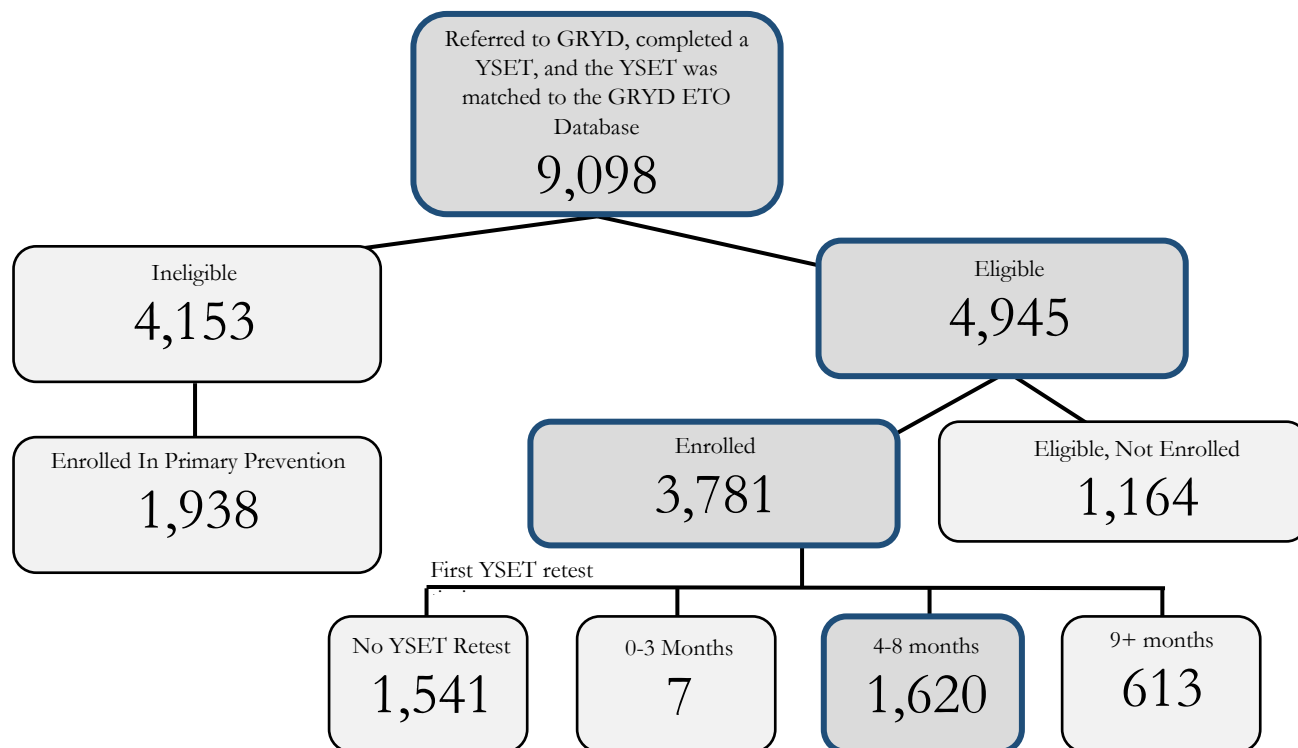 Referred to GRYD, completed a
YSET, and the YSET was
matched to the GRYD ETO
Database
9,098
Ineligible
4,153
Eligible
4,945
Enrolled In Primary Prevention
1,938
Enrolled
3,781
Eligible, Not Enrolled
1,164
First YSET retest
No YSET Retest
1,541
0-3 Months
7
4-8 months
1,620
9+ months
613